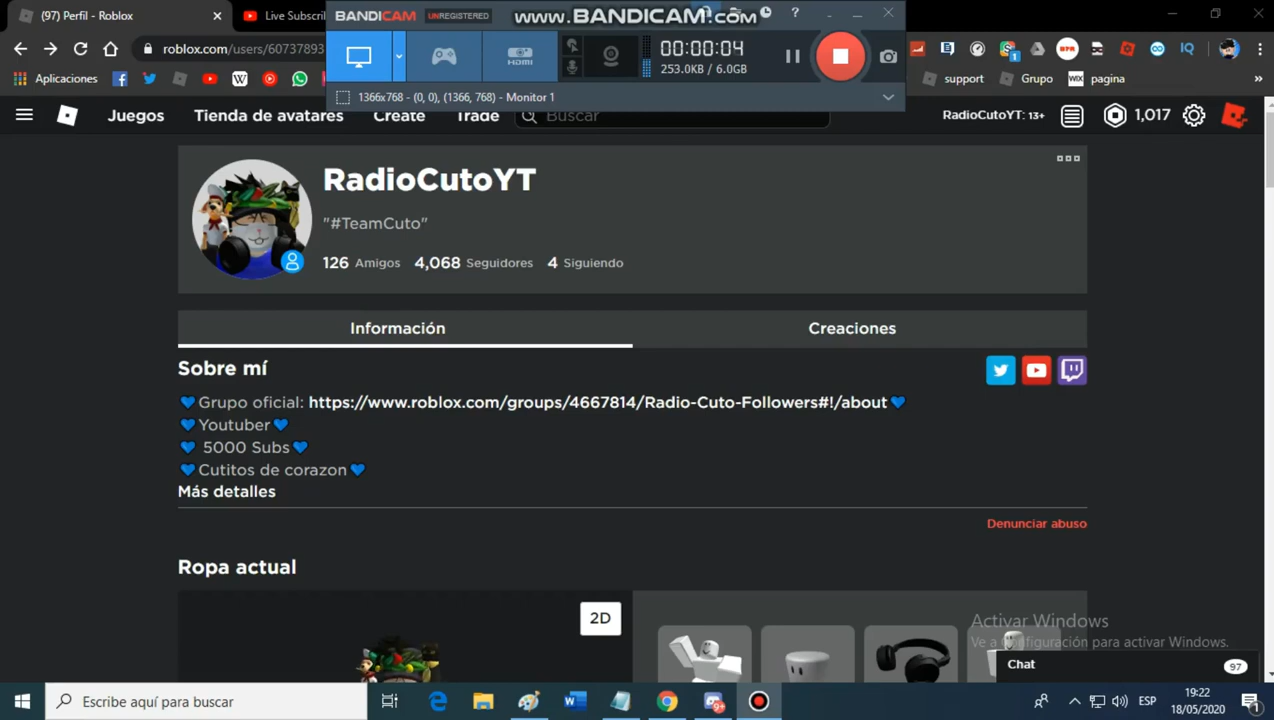 (97) Perfil - Roblox
Live Subscri
BANDICAM UNREGISTERED
www.BANDICAM.com
roblox.com/users/60737893
00:00:04
253.0KB / 6.0GB
HDMI
BTR
IQ
Aplicaciones
support
Grupo
WIX pagina
1366x768 - (0, 0), (1366, 768) - Monitor 1
Juegos
Tienda de avatares
Create
Trade
Buscar
RadioCutoYT: 13+
1,017
RadioCutoYT
"#TeamCuto"
126 Amigos 4,068 Seguidores 4 Siguiendo
Información
Creaciones
Sobre mí
💙Grupo oficial: https://www.roblox.com/groups/4667814/Radio-Cuto-Followers#!/about💙
💙Youtuber💙
💙 5000 Subs💙
💙Cutitos de corazon💙
Más detalles
Denunciar abuso
Ropa actual
2D
Activar Windows
Ve a Configuración para activar Windows.
Chat
97
Escribe aquí para buscar
ESP
19:22
18/05/2020